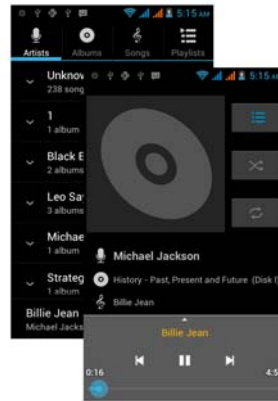 5:15 AM
Artists Albums Songs Playlists
238 song
1
1 album
Black E
2 albums
Leo Sa
3 albums
Michae
1 album
Strateg
1 album
Billie Jean
Michael Jacks
5:15 AM
Michael Jackson
History - Past, Present and Future (Disk I
Billie Jean
Billie Jean
0:16
4:5